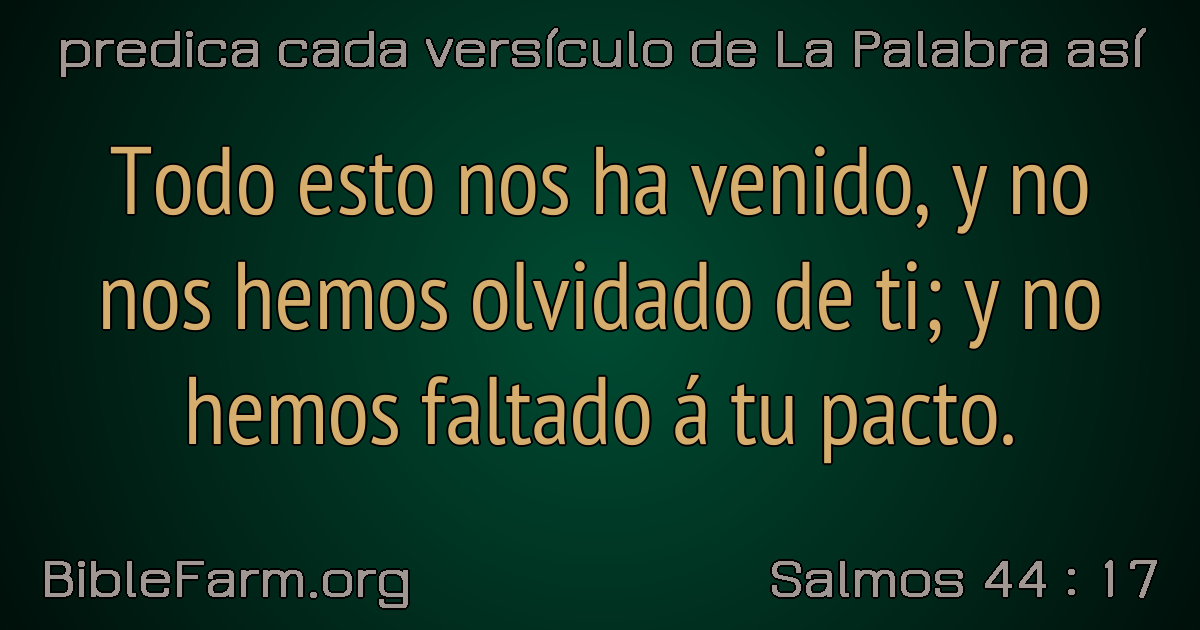 predica cada versículo de La Palabra así
Todo esto nos ha venido, y no
nos hemos olvidado de ti; y no
hemos faltado á tu pacto.
BibleFarm.org
Salmos 44 : 17